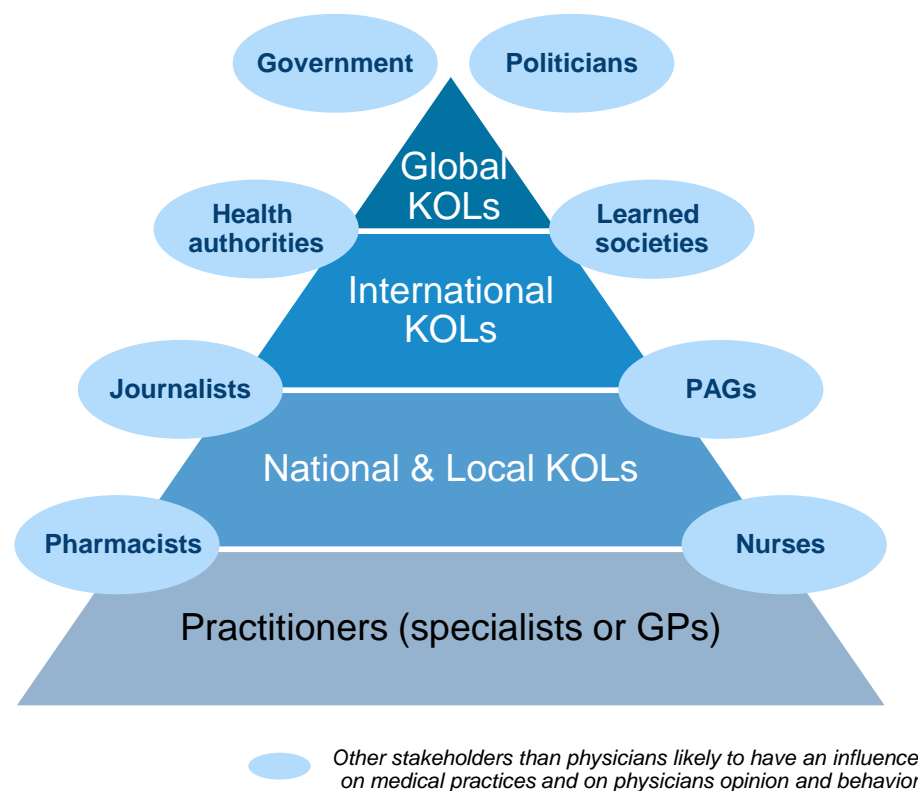 Government
Politicians
Global
KOLs
Health
authorities
Learned
societies
International
KOLs
Journalists
PAGs
National & Local KOLs
Pharmacists
Nurses
Practitioners (specialists or GPs)
Other stakeholders than physicians likely to have an influence
on medical practices and on physicians opinion and behavior